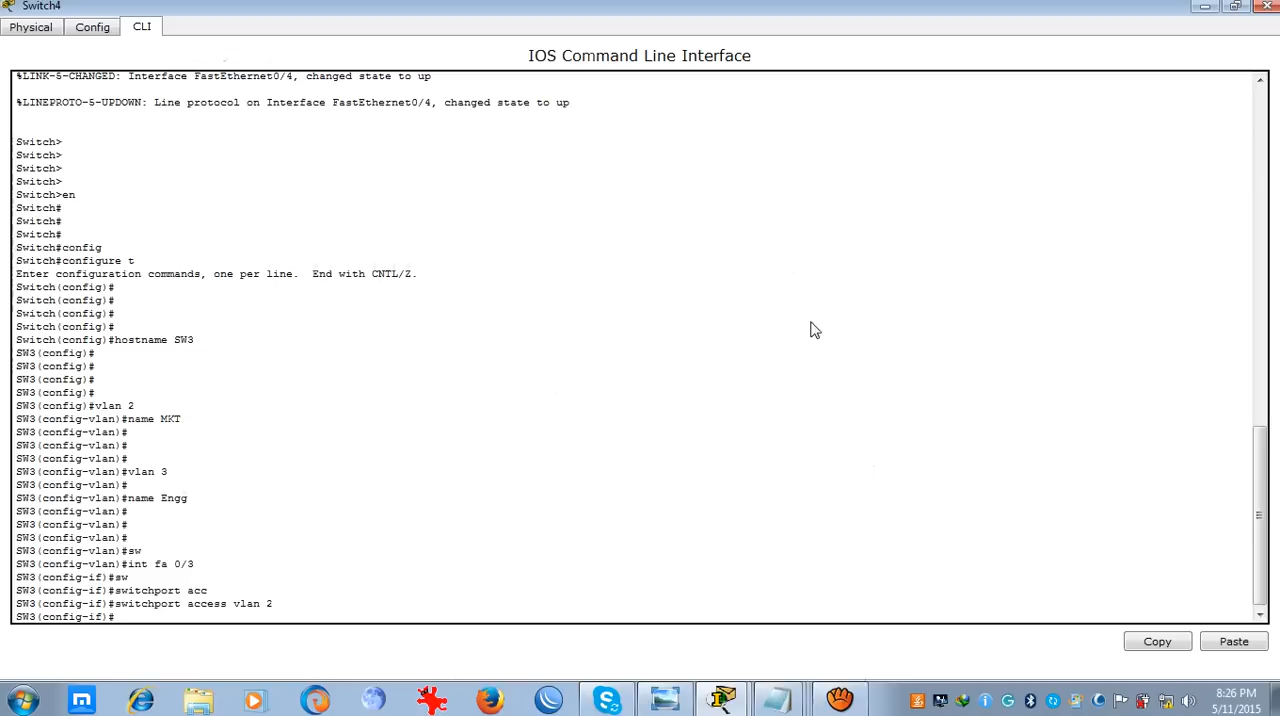 Switch4
Physical
Config
CLI
IOS Command Line Interface
%LINK-5-CHANGED: Interface FastEthernet0/4, changed state to up
%LINEPROTO-5-UPDOWN: Line protocol on Interface FastEthernet0/4, changed state to up
Switch>
Switch>
Switch>
Switch>
Switch>en
Switch#
Switch#
Switch#
Switch#config
Switch#configure t
Enter configuration commands, one per line.  End with CNTL/Z.
Switch(config)#
Switch(config)#
Switch(config)#
Switch(config)#
Switch(config)#hostname SW3
SW3(config)#
SW3(config)#
SW3(config)#
SW3(config)#
SW3(config)#vlan 2
SW3(config-vlan)#name MKT
SW3(config-vlan)#
SW3(config-vlan)#
SW3(config-vlan)#
SW3(config-vlan)#vlan 3
SW3(config-vlan)#
SW3(config-vlan)#name Engg
SW3(config-vlan)#
SW3(config-vlan)#
SW3(config-vlan)#
SW3(config-vlan)#sw
SW3(config-vlan)#int fa 0/3
SW3(config-if)#sw
SW3(config-if)#switchport acc
SW3(config-if)#switchport access vlan 2
SW3(config-if)#
Copy
Paste
8:26 PM
5/11/2015